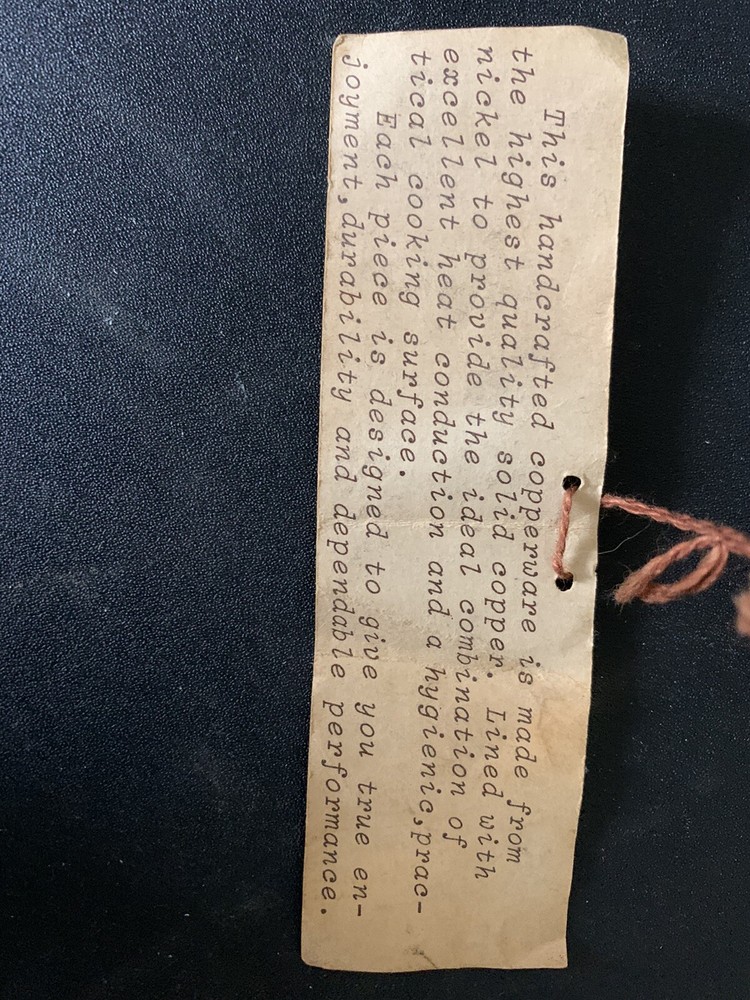 This handcrafted copperware is made from
the highest quality solid copper. Lined with
nickel to provide the ideal combination of
excellent heat conduction and a hygienic,prac-
tical cooking surface.
Each piece is designed to give you true en-
joyment,durability and dependable performance.